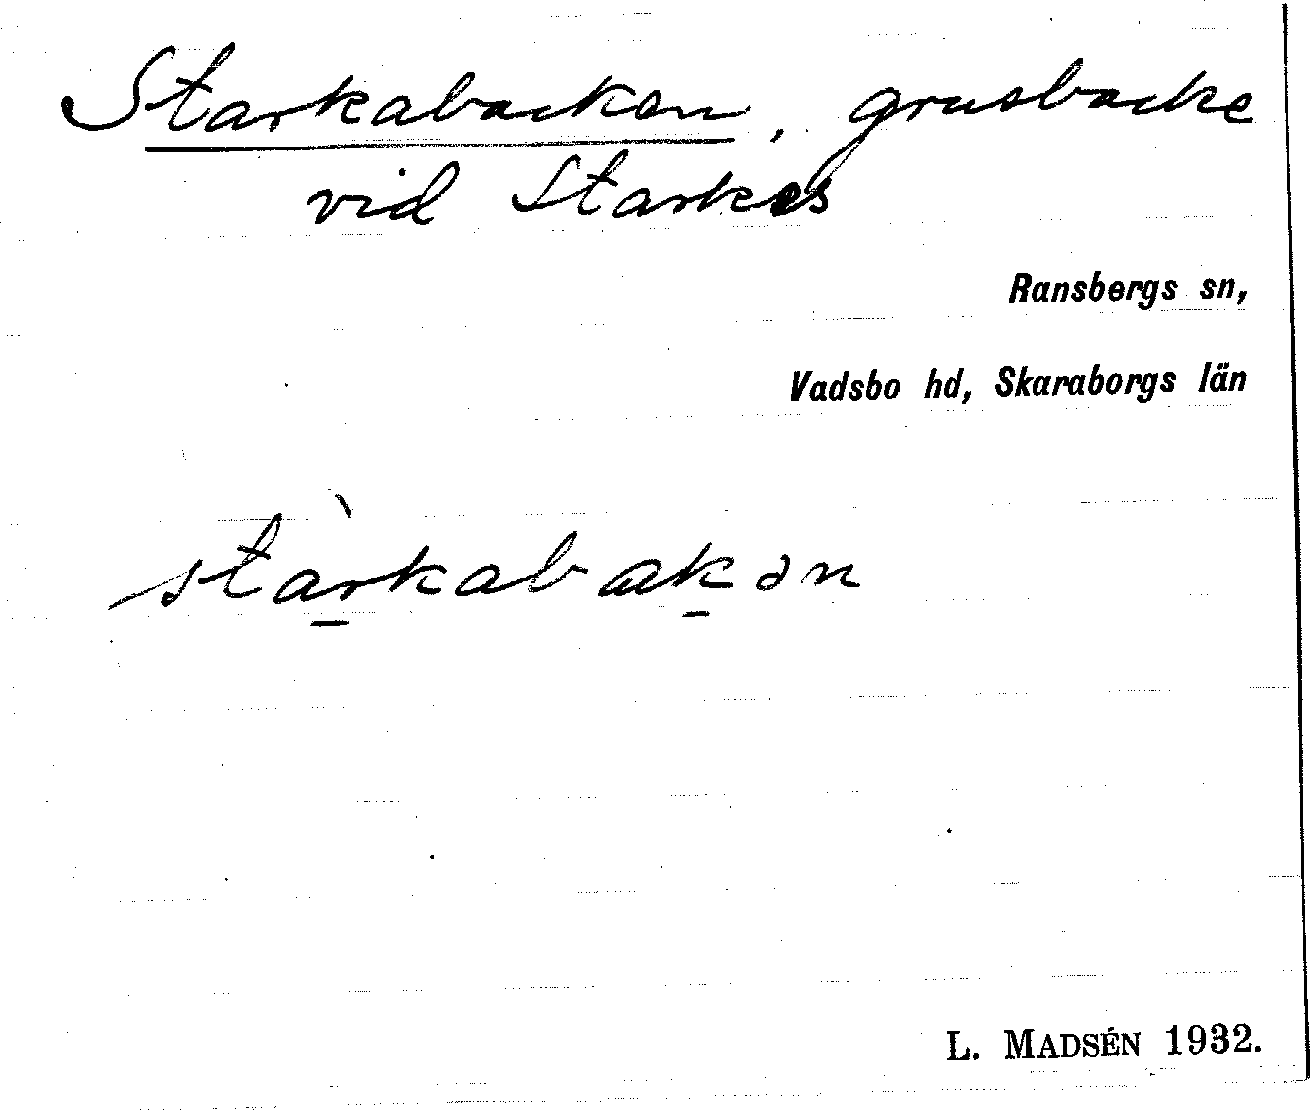 Starkabacken, grusbacke
vid Starkes
Ransbergs sn,
Vadsbo hd, Skaraborgs län
stàrkabakən
L. MADSÉN 1932.